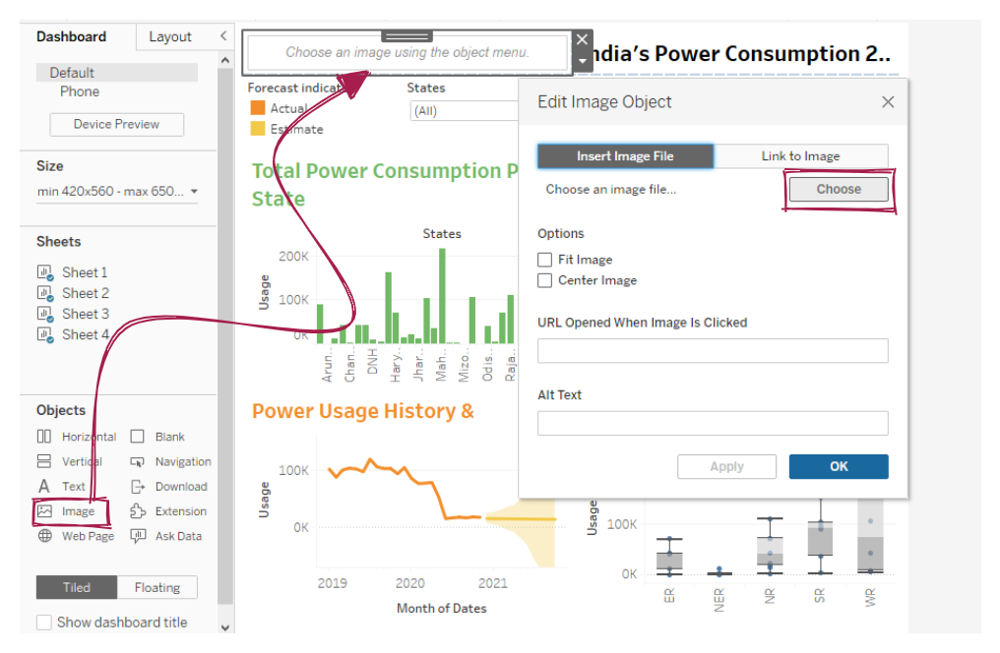 Dashboard
Layout
Default
Phone
Device Preview
Size
min 420x560 - max 650...
Sheets
Sheet 1
Sheet 2
Sheet 3
Sheet 4
Objects
Horizontal
Blank
Vertical
Navigation
Text
Download
Image
Extension
Web Page
Ask Data
Tiled
Floating
Show dashboard title
Choose an image using the object menu.
ndia's Power Consumption 2..
Forecast indicat
Actual
Estimate
States
(All)
Total Power Consumption P
State
States
Usage
200K
100K
0K
Arun..
Chan..
DNH
Hary..
Jhar..
Mah..
Mizo..
Odis..
Raja..
Power Usage History &
Usage
100K
0K
2019
2020
2021
Month of Dates
Edit Image Object
Insert Image File
Link to Image
Choose an image file...
Choose
Options
Fit Image
Center Image
URL Opened When Image Is Clicked
Alt Text
Apply
OK
Usage
100K
0K
ER
NER
NR
SR
WR